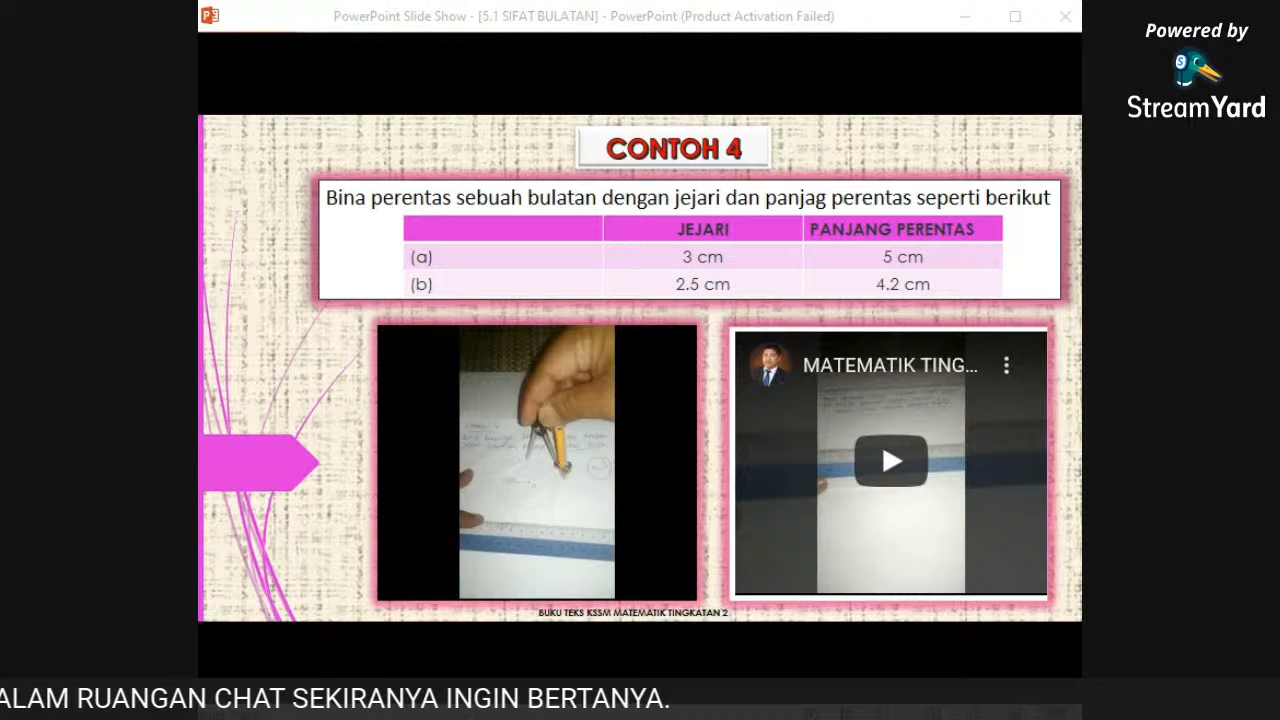 PowerPoint Slide Show - [5.1 SIFAT BULATAN] - PowerPoint (Product Activation Failed)
Powered by
StreamYard
CONTOH 4
Bina perentas sebuah bulatan dengan jejari dan panjag perentas seperti berikut
JEJARI PANJANG PERENTAS
(a) 3 cm 5 cm
(b) 2.5 cm 4.2 cm
MATEMATIK TING...
BUKU TEKS KSSM MATEMATIK TINGKATAN 2
ALAM RUANGAN CHAT SEKIRANYA INGIN BERTANYA.